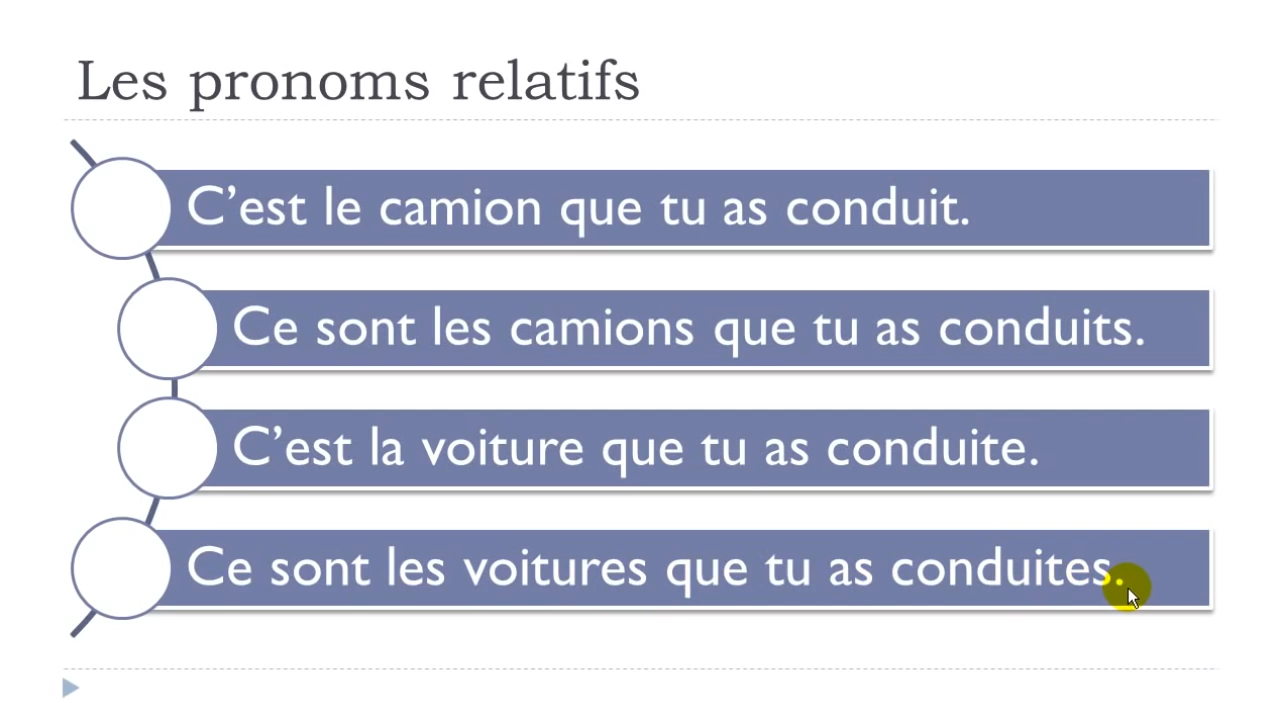 Les pronoms relatifs
C’est le camion que tu as conduit.
Ce sont les camions que tu as conduits.
C’est la voiture que tu as conduite.
Ce sont les voitures que tu as conduites.